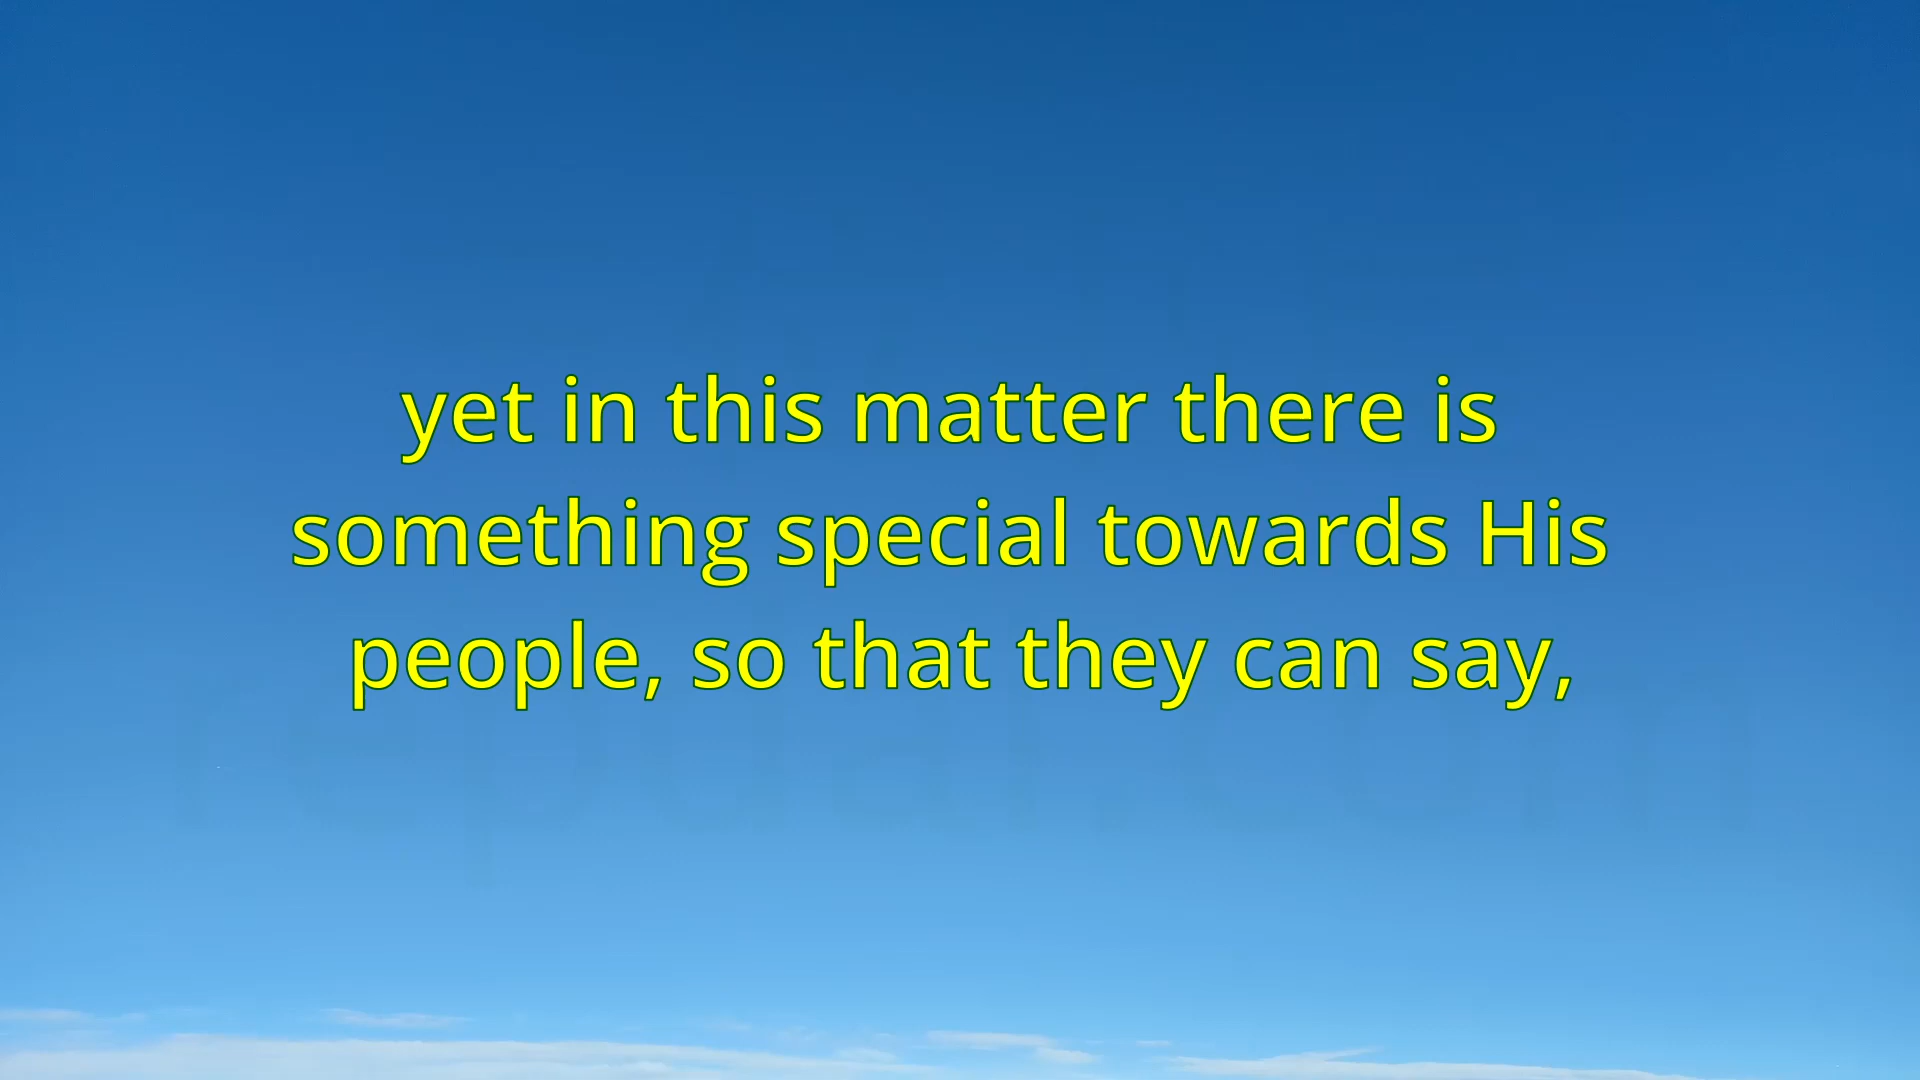 yet in this matter there is
something special towards His
people, so that they can say,